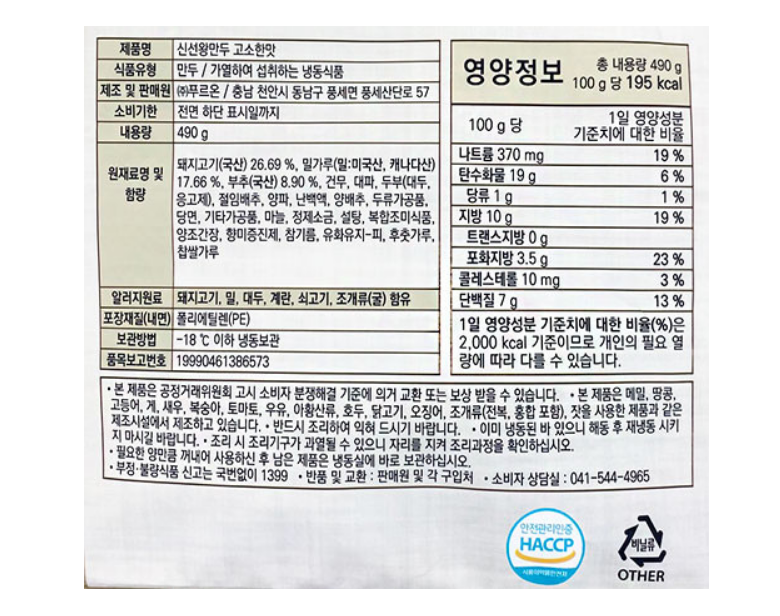 제품명 신선왕만두 고소한맛
식품유형 만두 / 가열하여 섭취하는 냉동식품
제조 및 판매원 ㈜푸르온 / 충남 천안시 동남구 풍세면 풍세산단로 57
소비기한 전면 하단 표시일까지
내용량 490 g
원재료명 및 함량
돼지고기(국산) 26.69 %, 밀가루(밀:미국산, 캐나다산)
17.66 %, 부추(국산) 8.90 %, 건무, 대파, 두부(대두,
응고제), 절임배추, 양파, 난백액, 양배추, 두류가공품,
당면, 기타가공품, 마늘, 정제소금, 설탕, 복합조미식품,
양조간장, 향미증진제, 참기름, 유화유지-피, 후춧가루,
찹쌀가루
알러지원료 돼지고기, 밀, 대두, 계란, 쇠고기, 조개류(굴) 함유
포장재질(내면) 폴리에틸렌(PE)
보관방법 -18 ℃ 이하 냉동보관
품목보고번호 19990461386573
영양정보 총 내용량 490 g
100 g 당 195 kcal
100 g 당 1일 영양성분
기준치에 대한 비율
나트륨 370 mg 19 %
탄수화물 19 g 6 %
당류 1 g 1 %
지방 10 g 19 %
트랜스지방 0 g
포화지방 3.5 g 23 %
콜레스테롤 10 mg 3 %
단백질 7 g 13 %
1일 영양성분 기준치에 대한 비율(%)은
2,000 kcal 기준이므로 개인의 필요 열
량에 따라 다를 수 있습니다.
• 본 제품은 공정거래위원회 고시 소비자 분쟁해결 기준에 의거 교환 또는 보상 받을 수 있습니다. • 본 제품은 메밀, 땅콩,
고등어, 게, 새우, 복숭아, 토마토, 우유, 아황산류, 호두, 닭고기, 오징어, 조개류(전복, 홍합 포함), 잣을 사용한 제품과 같은
제조시설에서 제조하고 있습니다. • 반드시 조리하여 익혀 드시기 바랍니다. • 이미 냉동된 바 있으니 해동 후 재냉동 시키
지 마시길 바랍니다. • 조리 시 조리기구가 과열될 수 있으니 자리를 지켜 조리과정을 확인하십시오.
• 필요한 양만큼 꺼내어 사용하신 후 남은 제품은 냉동실에 바로 보관하십시오.
• 부정·불량식품 신고는 국번없이 1399 • 반품 및 교환 : 판매원 및 각 구입처 • 소비자 상담실 : 041-544-4965
안전관리인증
HACCP
식품의약품안전처
비닐류
OTHER